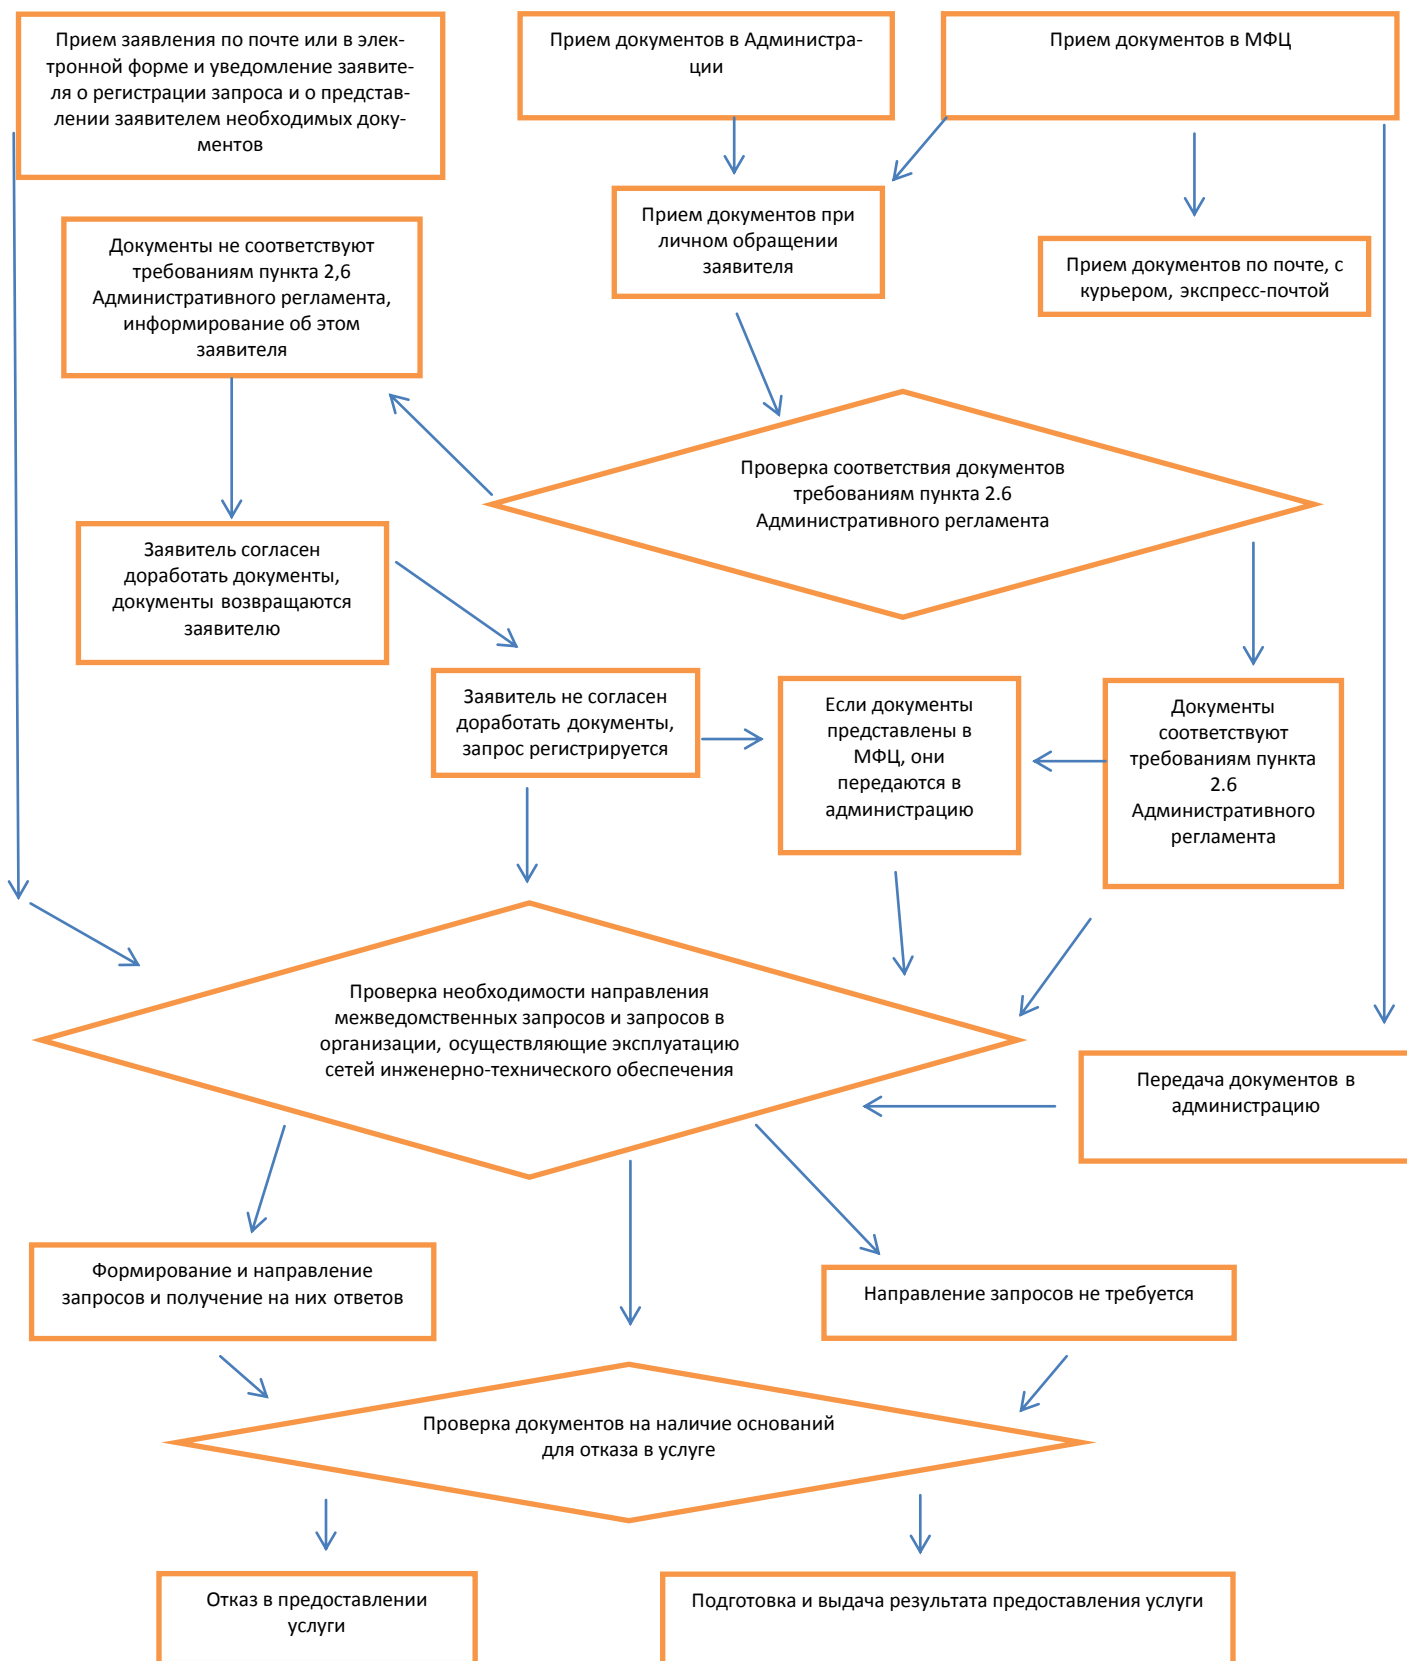 Прием заявления по почте или в элек-
тронной форме и уведомление заявите-
ля о регистрации запроса и о представ-
лении заявителем необходимых доку-
ментов
Прием документов в Администра-
ции
Прием документов в МФЦ
Прием документов при
личном обращении
заявителя
Документы не соответствуют
требованиям пункта 2,6
Административного регламента,
информирование об этом
заявителя
Прием документов по почте, с
курьером, экспресс-почтой
Проверка соответствия документов
требованиям пункта 2.6
Административного регламента
Заявитель согласен
доработать документы,
документы возвращаются
заявителю
Заявитель не согласен
доработать документы,
запрос регистрируется
Если документы
представлены в
МФЦ, они
передаются в
администрацию
Документы
соответствуют
требованиям пункта
2.6
Административного
регламента
Проверка необходимости направления
межведомственных запросов и запросов в
организации, осуществляющие эксплуатацию
сетей инженерно-технического обеспечения
Передача документов в
администрацию
Формирование и направление
запросов и получение на них ответов
Направление запросов не требуется
Проверка документов на наличие оснований
для отказа в услуге
Отказ в предоставлении
услуги
Подготовка и выдача результата предоставления услуги